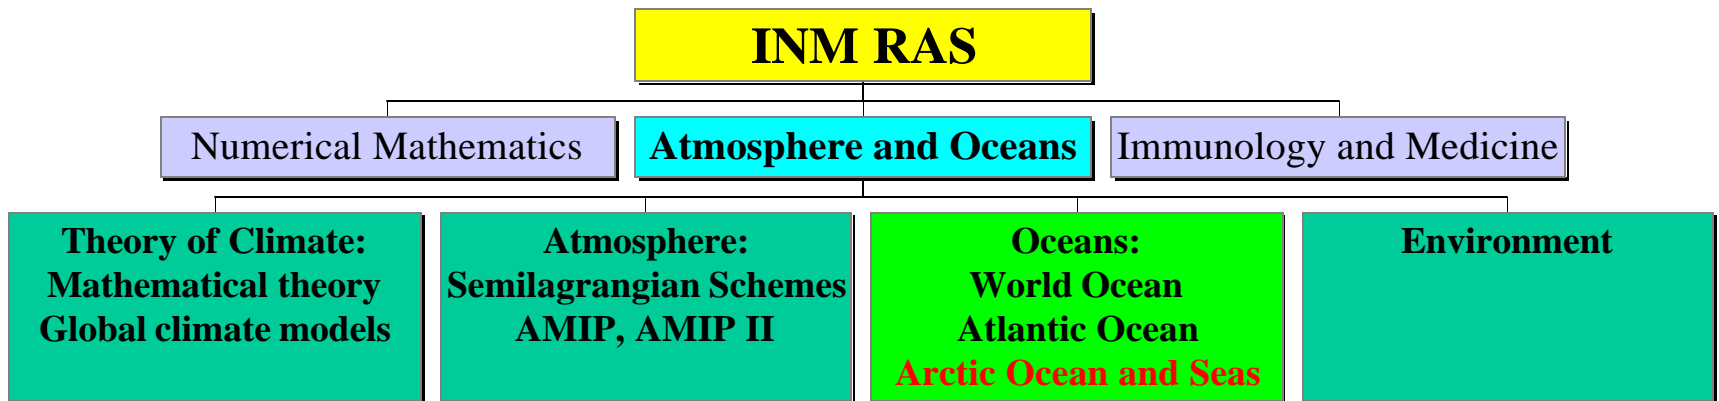 INM RAS
Numerical Mathematics
Atmosphere and Oceans
Immunology and Medicine
Theory of Climate:
Mathematical theory
Global climate models
Atmosphere:
Semilagrangian Schemes
AMIP, AMIP II
Oceans:
World Ocean
Atlantic Ocean
Arctic Ocean and Seas
Environment